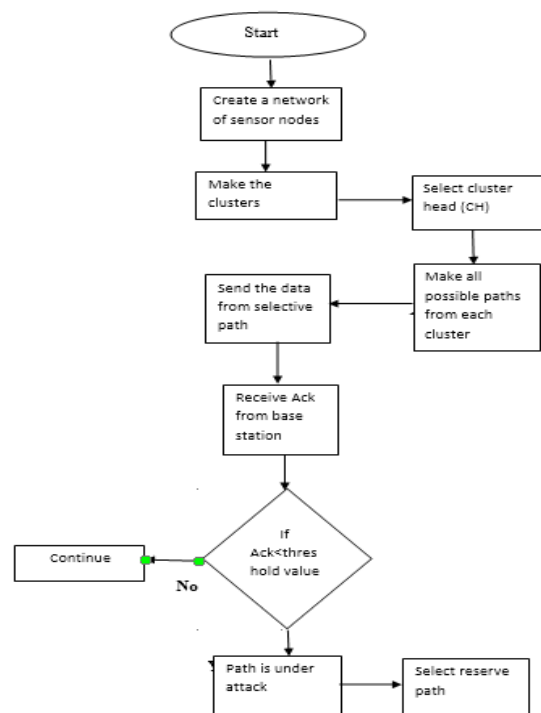 Start
Create a network
of sensor nodes
Make the
clusters
Select cluster
head (CH)
Make all
possible paths
from each
cluster
Send the data
from selective
path
Receive Ack
from base
station
If
Ack<thres
hold value
Continue
No
Path is under
attack
Select reserve
path